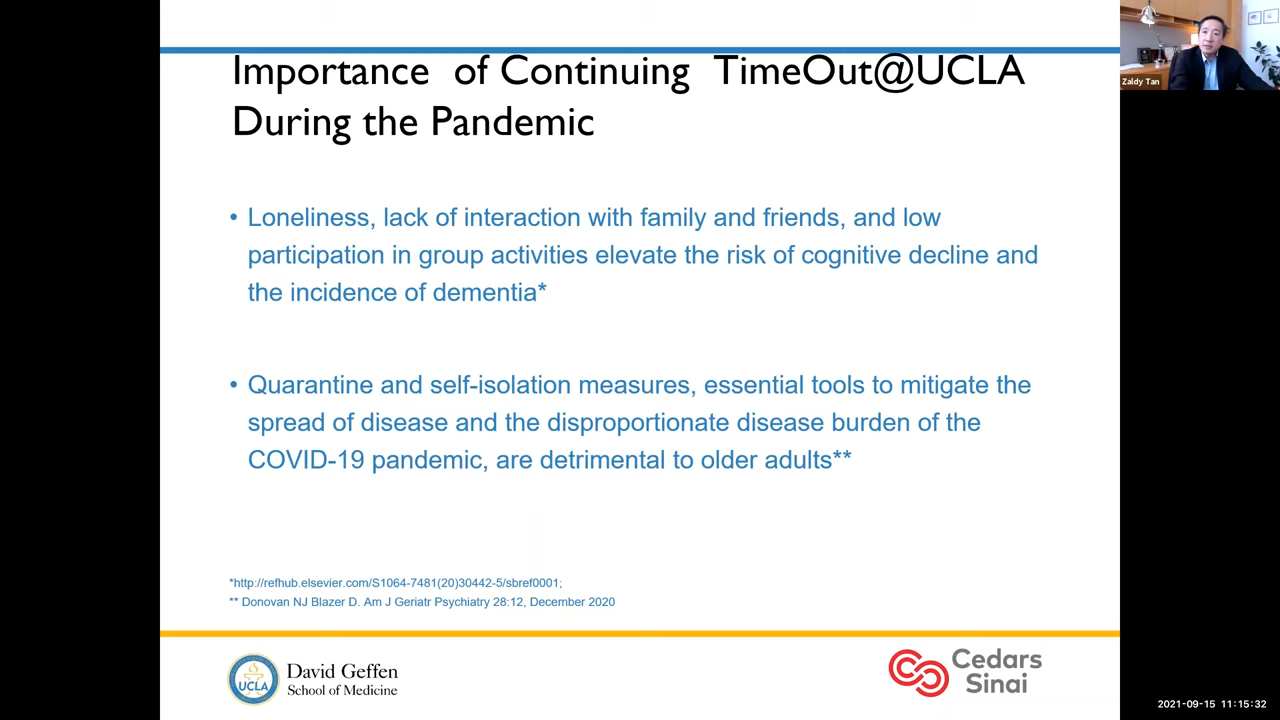 Importance of Continuing TimeOut@UCLA
During the Pandemic
Zaldy Tan
• Loneliness, lack of interaction with family and friends, and low
participation in group activities elevate the risk of cognitive decline and
the incidence of dementia*
• Quarantine and self-isolation measures, essential tools to mitigate the
spread of disease and the disproportionate disease burden of the
COVID-19 pandemic, are detrimental to older adults**
*http://refhub.elsevier.com/S1064-7481(20)30442-5/sbref0001;
** Donovan NJ Blazer D. Am J Geriatr Psychiatry 28:12, December 2020
UCLA
David Geffen
School of Medicine
Cedars
Sinai
2021-09-15 11:15:32